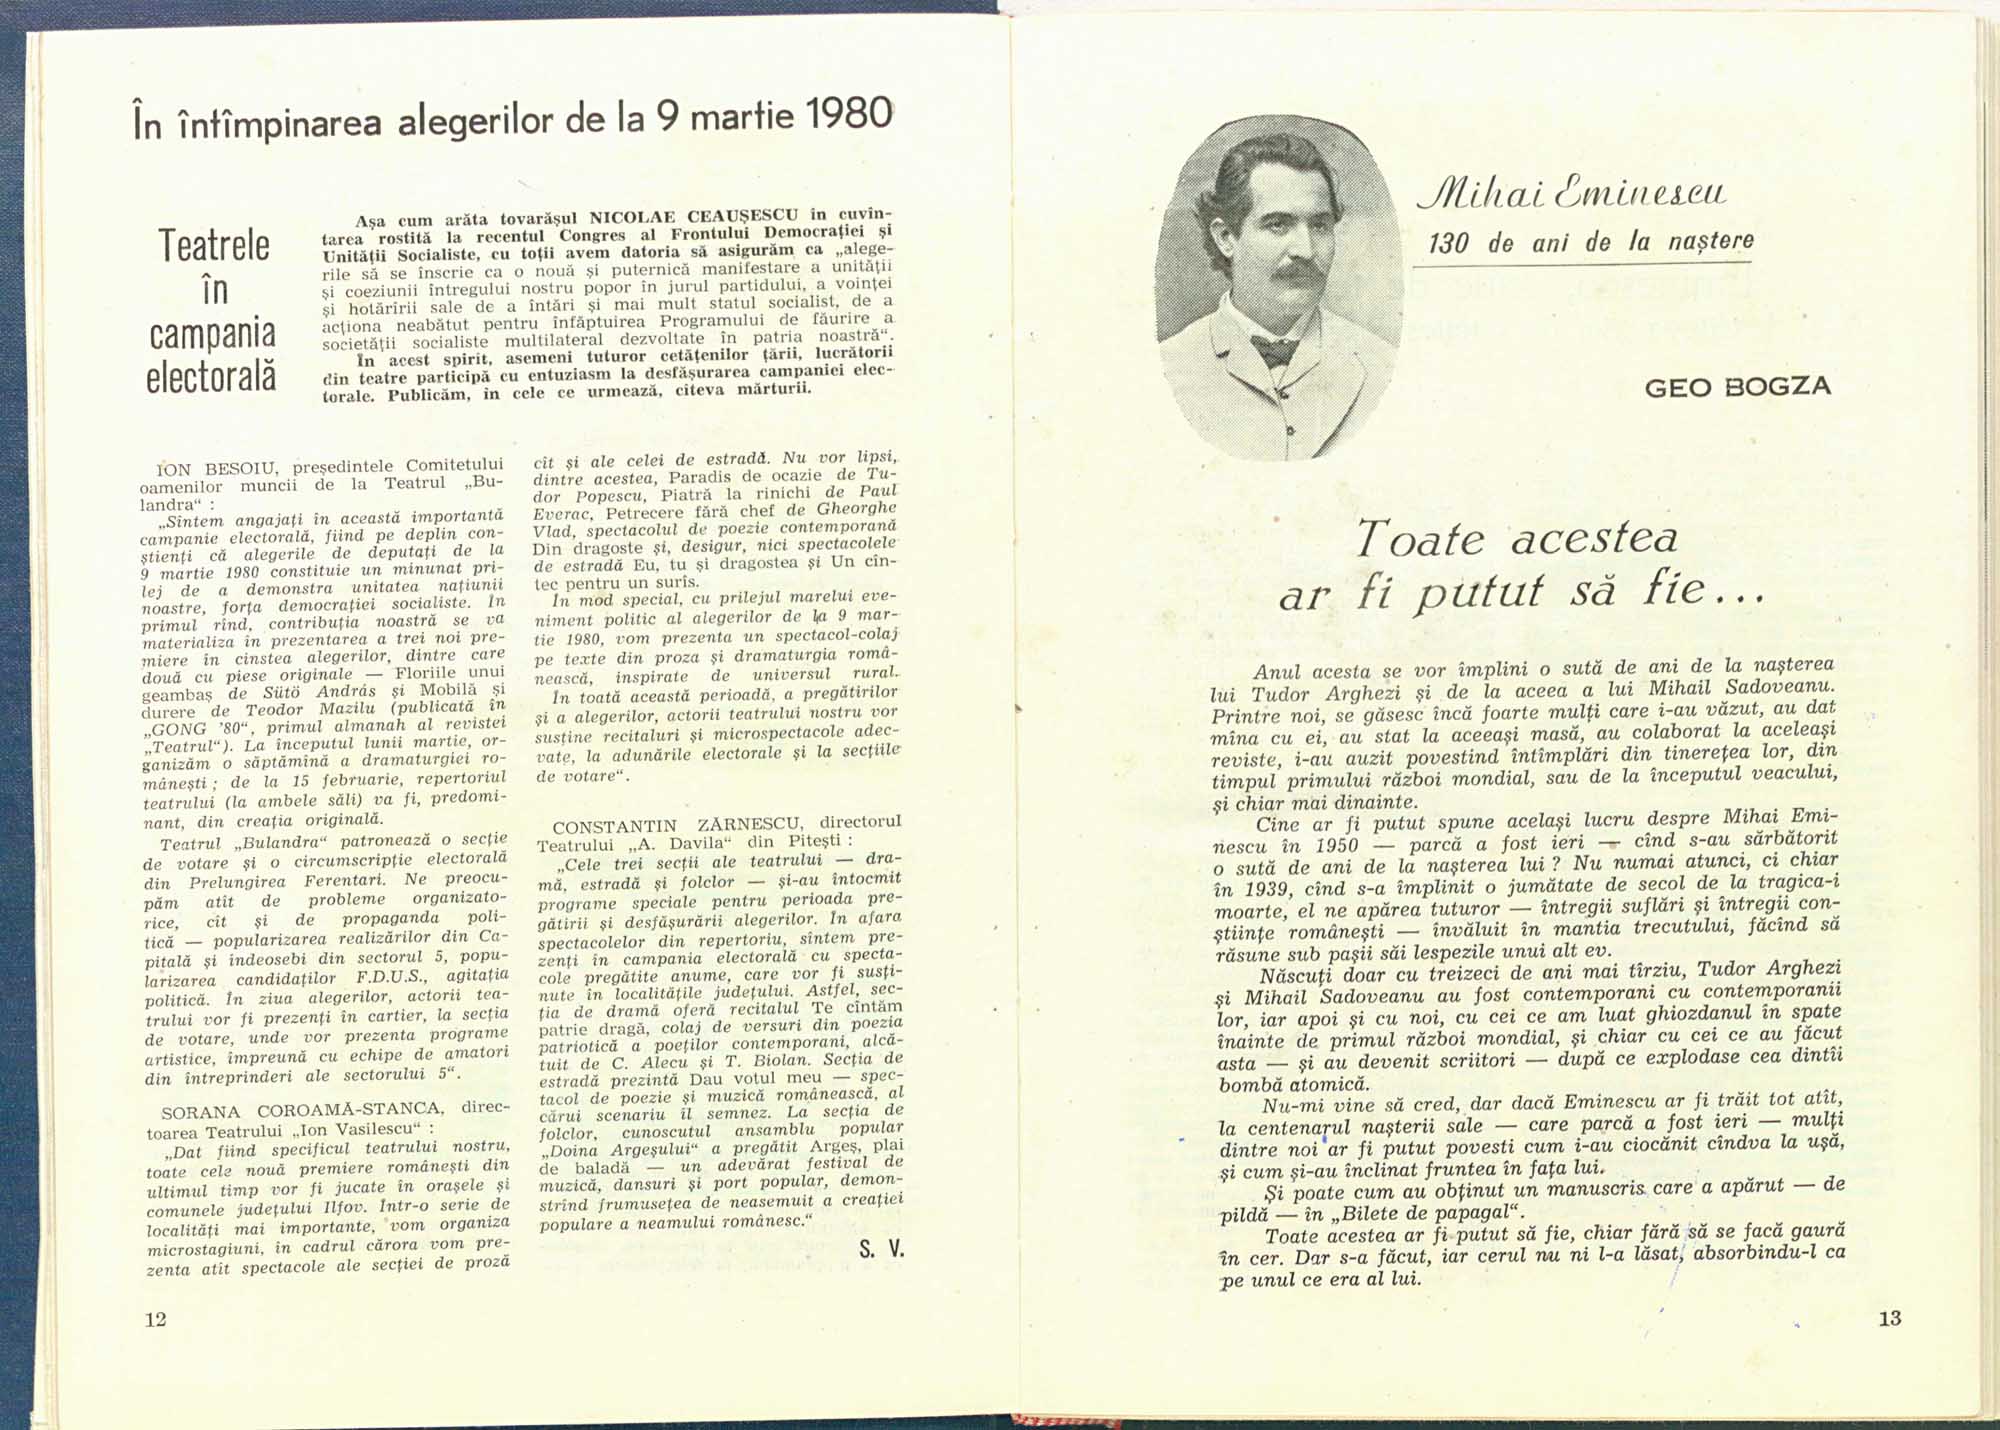 În întîmpinarea alegerilor de la 9 martie 1980
Teatrele
în
campania
electorală
Așa cum arăta tovarășul NICOLAE CEAUȘESCU în cuvîn-
tarea rostită la recentul Congres al Frontului Democrației și
Unității Socialiste, cu toții avem datoria să asigurăm ca „alege-
rile să se înscrie ca o nouă și puternică manifestare a unității
și coeziunii întregului nostru popor în jurul partidului, a voinței
și hotărîrii sale de a întări și mai mult statul socialist, de a
acționa neabătut pentru înfăptuirea Programului de făurire a
societății socialiste multilateral dezvoltate în patria noastră“.
În acest spirit, asemeni tuturor cetățenilor țării, lucrătorii
din teatre participă cu entuziasm la desfășurarea campaniei elec-
torale. Publicăm, în cele ce urmează, cîteva mărturii.
ION BESOIU, președintele Comitetului
oamenilor muncii de la Teatrul „Bu-
landra“ :
„Sîntem angajați în această importantă
campanie electorală, fiind pe deplin con-
știenți că alegerile de deputați de la
9 martie 1980 constituie un minunat pri-
lej de a demonstra unitatea națiunii
noastre, forța democrației socialiste. În
primul rînd, contribuția noastră se va
materializa în prezentarea a trei noi pre-
miere în cinstea alegerilor, dintre care
două cu piese originale — Floriile unui
geambaș de Sütö András și Mobilă și
durere de Teodor Mazilu (publicată în
„GONG ’80“, primul almanah al revistei
„Teatrul“). La începutul lunii martie, or-
ganizăm o săptămînă a dramaturgiei ro-
mânești ; de la 15 februarie, repertoriul
teatrului (la ambele săli) va fi, predomi-
nant, din creația originală.
Teatrul „Bulandra“ patronează o secție
de votare și o circumscripție electorală
din Prelungirea Ferentari. Ne preocu-
păm atît de probleme organizato-
rice, cît și de propaganda poli-
tică — popularizarea realizărilor din Ca-
pitală și îndeosebi din sectorul 5, popu-
larizarea candidaților F.D.U.S., agitația
politică. În ziua alegerilor, actorii tea-
trului vor fi prezenți în cartier, la secția
de votare, unde vor prezenta programe
artistice, împreună cu echipe de amatori
din întreprinderi ale sectorului 5“.
SORANA COROAMĂ-STANCA, direc-
toarea Teatrului „Ion Vasilescu“ :
„Dat fiind specificul teatrului nostru,
toate cele nouă premiere românești din
ultimul timp vor fi jucate în orașele și
comunele județului Ilfov. Într-o serie de
localități mai importante, vom organiza
microstagiuni, în cadrul cărora vom pre-
zenta atît spectacole ale secției de proză
cît și ale celei de estradă. Nu vor lipsi,
dintre acestea, Paradis de ocazie de Tu-
dor Popescu, Piatră la rinichi de Paul
Everac, Petrecere fără chef de Gheorghe
Vlad, spectacolul de poezie contemporană
Din dragoste și, desigur, nici spectacolele
de estradă Eu, tu și dragostea și Un cîn-
tec pentru un surîs.
În mod special, cu prilejul marelui eve-
niment politic al alegerilor de la 9 mar-
tie 1980, vom prezenta un spectacol-colaj
pe texte din proza și dramaturgia româ-
nească, inspirate de universul rural.
În toată această perioadă, a pregătirilor
și a alegerilor, actorii teatrului nostru vor
susține recitaluri și microspectacole adec-
vate, la adunările electorale și la secțiile
de votare“.
CONSTANTIN ZĂRNESCU, directorul
Teatrului „A. Davila“ din Pitești :
„Cele trei secții ale teatrului — dra-
mă, estradă și folclor — și-au întocmit
programe speciale pentru perioada pre-
gătirii și desfășurării alegerilor. În afara
spectacolelor din repertoriu, sîntem pre-
zenți în campania electorală cu specta-
cole pregătite anume, care vor fi susți-
nute în localitățile județului. Astfel, sec-
ția de dramă oferă recitalul Te cîntăm
patrie dragă, colaj de versuri din poezia
patriotică a poeților contemporani, alcă-
tuit de C. Alecu și T. Biolan. Secția de
estradă prezintă Dau votul meu — spec-
tacol de poezie și muzică românească, al
cărui scenariu îl semnez. La secția de
folclor, cunoscutul ansamblu popular
„Doina Argeșului“ a pregătit Argeș, plai
de baladă — un adevărat festival de
muzică, dansuri și port popular, demon-
strînd frumusețea de neasemuit a creației
populare a neamului românesc.“
S. V.
12
Mihai Eminescu
130 de ani de la naștere
GEO BOGZA
Toate acestea
ar fi putut să fie...
Anul acesta se vor împlini o sută de ani de la nașterea
lui Tudor Arghezi și de la aceea a lui Mihail Sadoveanu.
Printre noi, se găsesc încă foarte mulți care i-au văzut, au dat
mîna cu ei, au stat la aceeași masă, au colaborat la aceleași
reviste, i-au auzit povestind întîmplări din tinerețea lor, din
timpul primului război mondial, sau de la începutul veacului,
și chiar mai dinainte.
Cine ar fi putut spune același lucru despre Mihai Emi-
nescu în 1950 — parcă a fost ieri — cînd s-au sărbătorit
o sută de ani de la nașterea lui ? Nu numai atunci, ci chiar
în 1939, cînd s-a împlinit o jumătate de secol de la tragica-i
moarte, el ne apărea tuturor — întregii suflări și întregii con-
științe românești — învăluit în mantia trecutului, făcînd să
răsune sub pașii săi lespezile unui alt ev.
Născuți doar cu treizeci de ani mai tîrziu, Tudor Arghezi
și Mihail Sadoveanu au fost contemporani cu contemporanii
lor, iar apoi și cu noi, cu cei ce am luat ghiozdanul în spate
înainte de primul război mondial, și chiar cu cei ce au făcut
asta — și au devenit scriitori — după ce explodase cea dintîi
bombă atomică.
Nu-mi vine să cred, dar dacă Eminescu ar fi trăit tot atît,
la centenarul nașterii sale — care parcă a fost ieri — mulți
dintre noi ar fi putut povesti cum i-au ciocănit cîndva la ușă,
și cum și-au înclinat fruntea în fața lui.
Și poate cum au obținut un manuscris care a apărut — de
pildă — în „Bilete de papagal“.
Toate acestea ar fi putut să fie, chiar fără să se facă gaură
în cer. Dar s-a făcut, iar cerul nu ni l-a lăsat, absorbindu-l ca
pe unul ce era al lui.
13